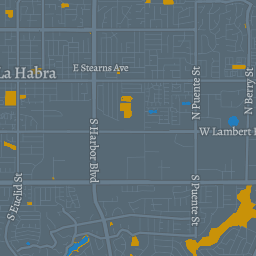 E Stearns Ave
La Habra
N Puente St
N Berry St
W Lambert
S Harbor Blvd
S Euclid St
S Puente St